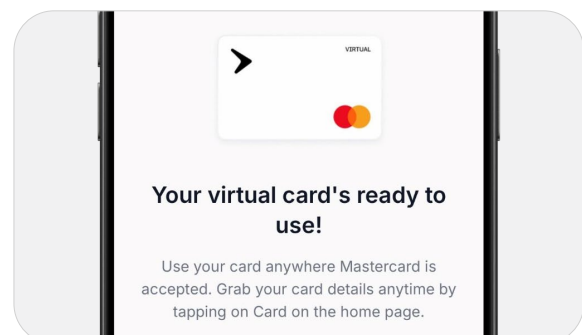 VIRTUAL
Your virtual card's ready to
use!
Use your card anywhere Mastercard is
accepted. Grab your card details anytime by
tapping on Card on the home page.